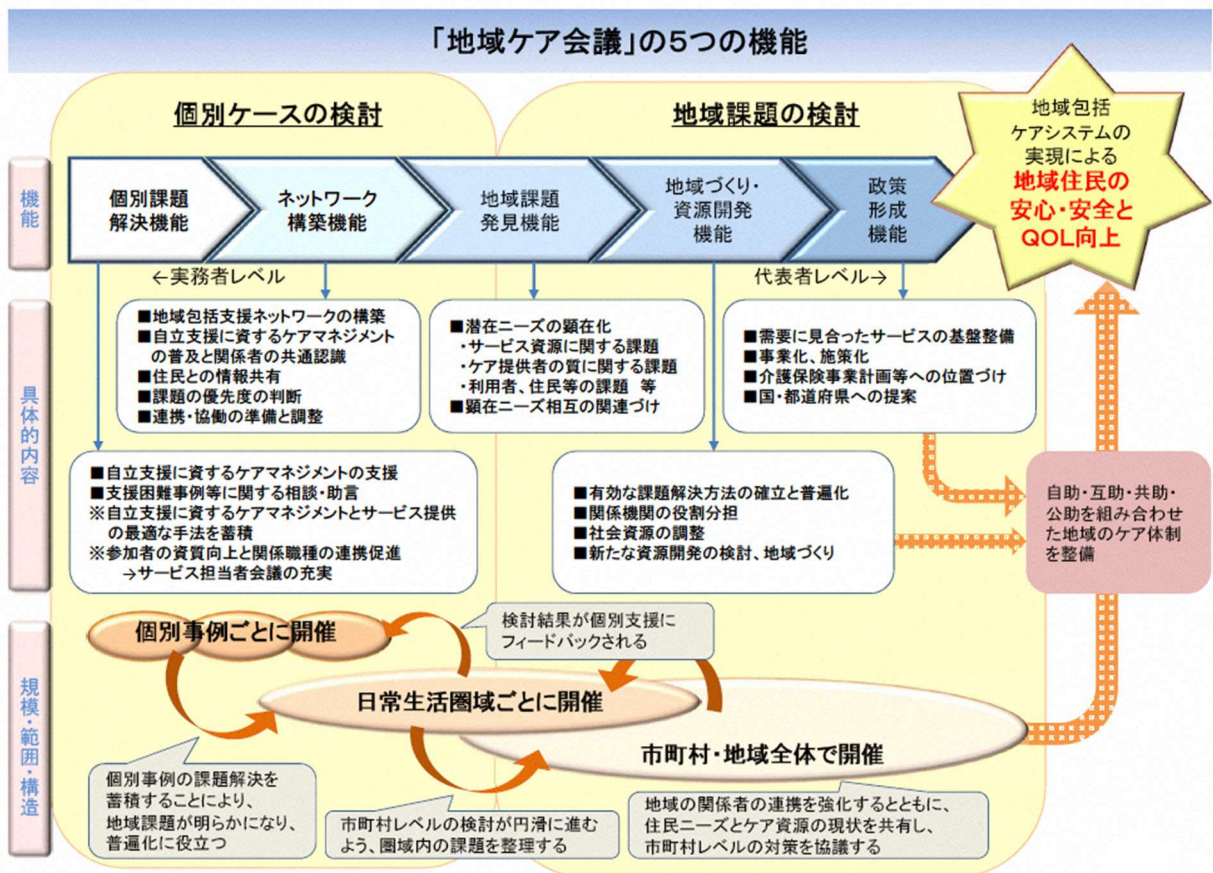 「地域ケア会議」の５つの機能
個別ケースの検討
地域課題の検討
地域包括
ケアシステムの
実現による
地域住民の
安心・安全と
QOL向上
機能
個別課題
解決機能
ネットワーク
構築機能
地域課題
発見機能
地域づくり・
資源開発
機能
政策
形成
機能
←実務者レベル
代表者レベル→
具体的内容
■地域包括支援ネットワークの構築
■自立支援に資するケアマネジメント
の普及と関係者の共通認識
■住民との情報共有
■課題の優先度の判断
■連携・協働の準備と調整
■潜在ニーズの顕在化
・サービス資源に関する課題
・ケア提供者の質に関する課題
・利用者、住民等の課題 等
■顕在ニーズ相互の関連づけ
■需要に見合ったサービスの基盤整備
■事業化、施策化
■介護保険事業計画等への位置づけ
■国・都道府県への提案
■自立支援に資するケアマネジメントの支援
■支援困難事例等に関する相談・助言
※自立支援に資するケアマネジメントとサービス提供
の最適な手法を蓄積
※参加者の資質向上と関係職種の連携促進
→サービス担当者会議の充実
■有効な課題解決方法の確立と普遍化
■関係機関の役割分担
■社会資源の調整
■新たな資源開発の検討、地域づくり
自助・互助・共助・
公助を組み合わせ
た地域のケア体制
を整備
規模・範囲・構造
個別事例ごとに開催
検討結果が個別支援に
フィードバックされる
日常生活圏域ごとに開催
市町村・地域全体で開催
個別事例の課題解決を
蓄積することにより、
地域課題が明らかになり、
普遍化に役立つ
市町村レベルの検討が円滑に進む
よう、圏域内の課題を整理する
地域の関係者の連携を強化するとともに、
住民ニーズとケア資源の現状を共有し、
市町村レベルの対策を協議する